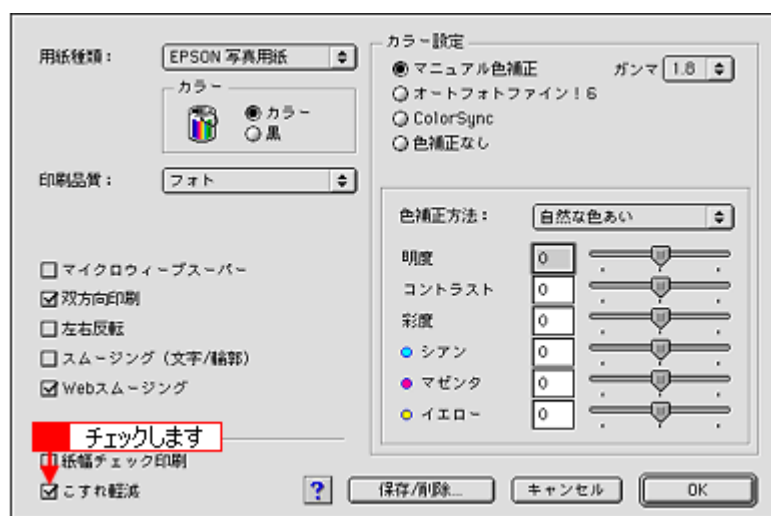 用紙種類：
EPSON 写真用紙
カラー
カラー
黒
印刷品質：
フォト
マイクロウィーブスーパー
双方向印刷
左右反転
スムージング（文字/輪郭）
Webスムージング
チェックします
紙幅チェック印刷
こすれ軽減
カラー設定
マニュアル色補正
ガンマ 1.8
オートフォトファイン！6
ColorSync
色補正なし
色補正方法：
自然な色あい
明度 0
コントラスト 0
彩度 0
シアン 0
マゼンタ 0
イエロー 0
?
保存/削除...
キャンセル
OK